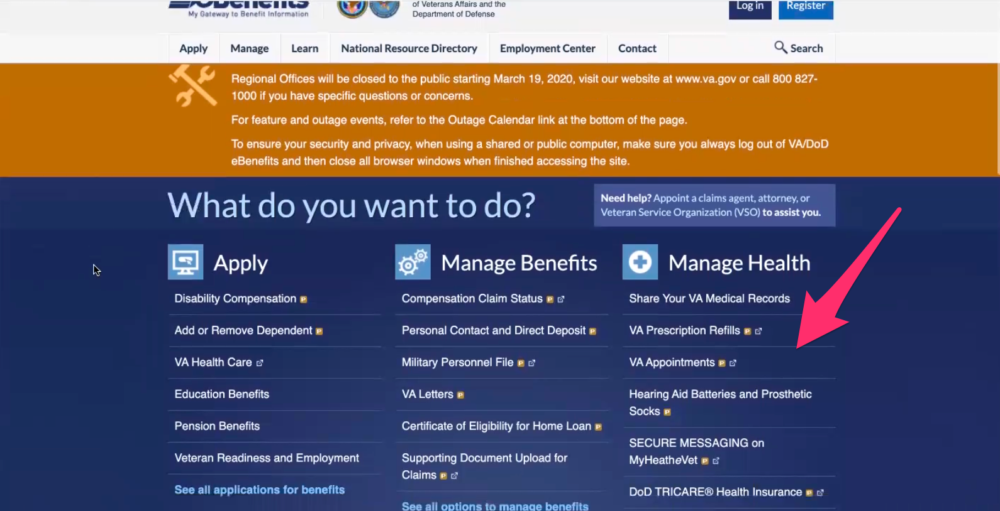 My Gateway to Benefit Information
of Veterans Affairs and the
Department of Defense
Log in
Register
Apply
Manage
Learn
National Resource Directory
Employment Center
Contact
Search
Regional Offices will be closed to the public starting March 19, 2020, visit our website at www.va.gov or call 800 827-
1000 if you have specific questions or concerns.
For feature and outage events, refer to the Outage Calendar link at the bottom of the page.
To ensure your security and privacy, when using a shared or public computer, make sure you always log out of VA/DoD
eBenefits and then close all browser windows when finished accessing the site.
What do you want to do?
Need help? Appoint a claims agent, attorney, or
Veteran Service Organization (VSO) to assist you.
Apply
Disability Compensation P
Add or Remove Dependent P
VA Health Care
Education Benefits
Pension Benefits
Veteran Readiness and Employment
See all applications for benefits
Manage Benefits
Compensation Claim Status P
Personal Contact and Direct Deposit P
Military Personnel File P
VA Letters P
Certificate of Eligibility for Home Loan P
Supporting Document Upload for
Claims P
See all options to manage benefits
Manage Health
Share Your VA Medical Records
VA Prescription Refills P
VA Appointments P
Hearing Aid Batteries and Prosthetic
Socks P
SECURE MESSAGING on
MyHeatheVet P
DoD TRICARE® Health Insurance P